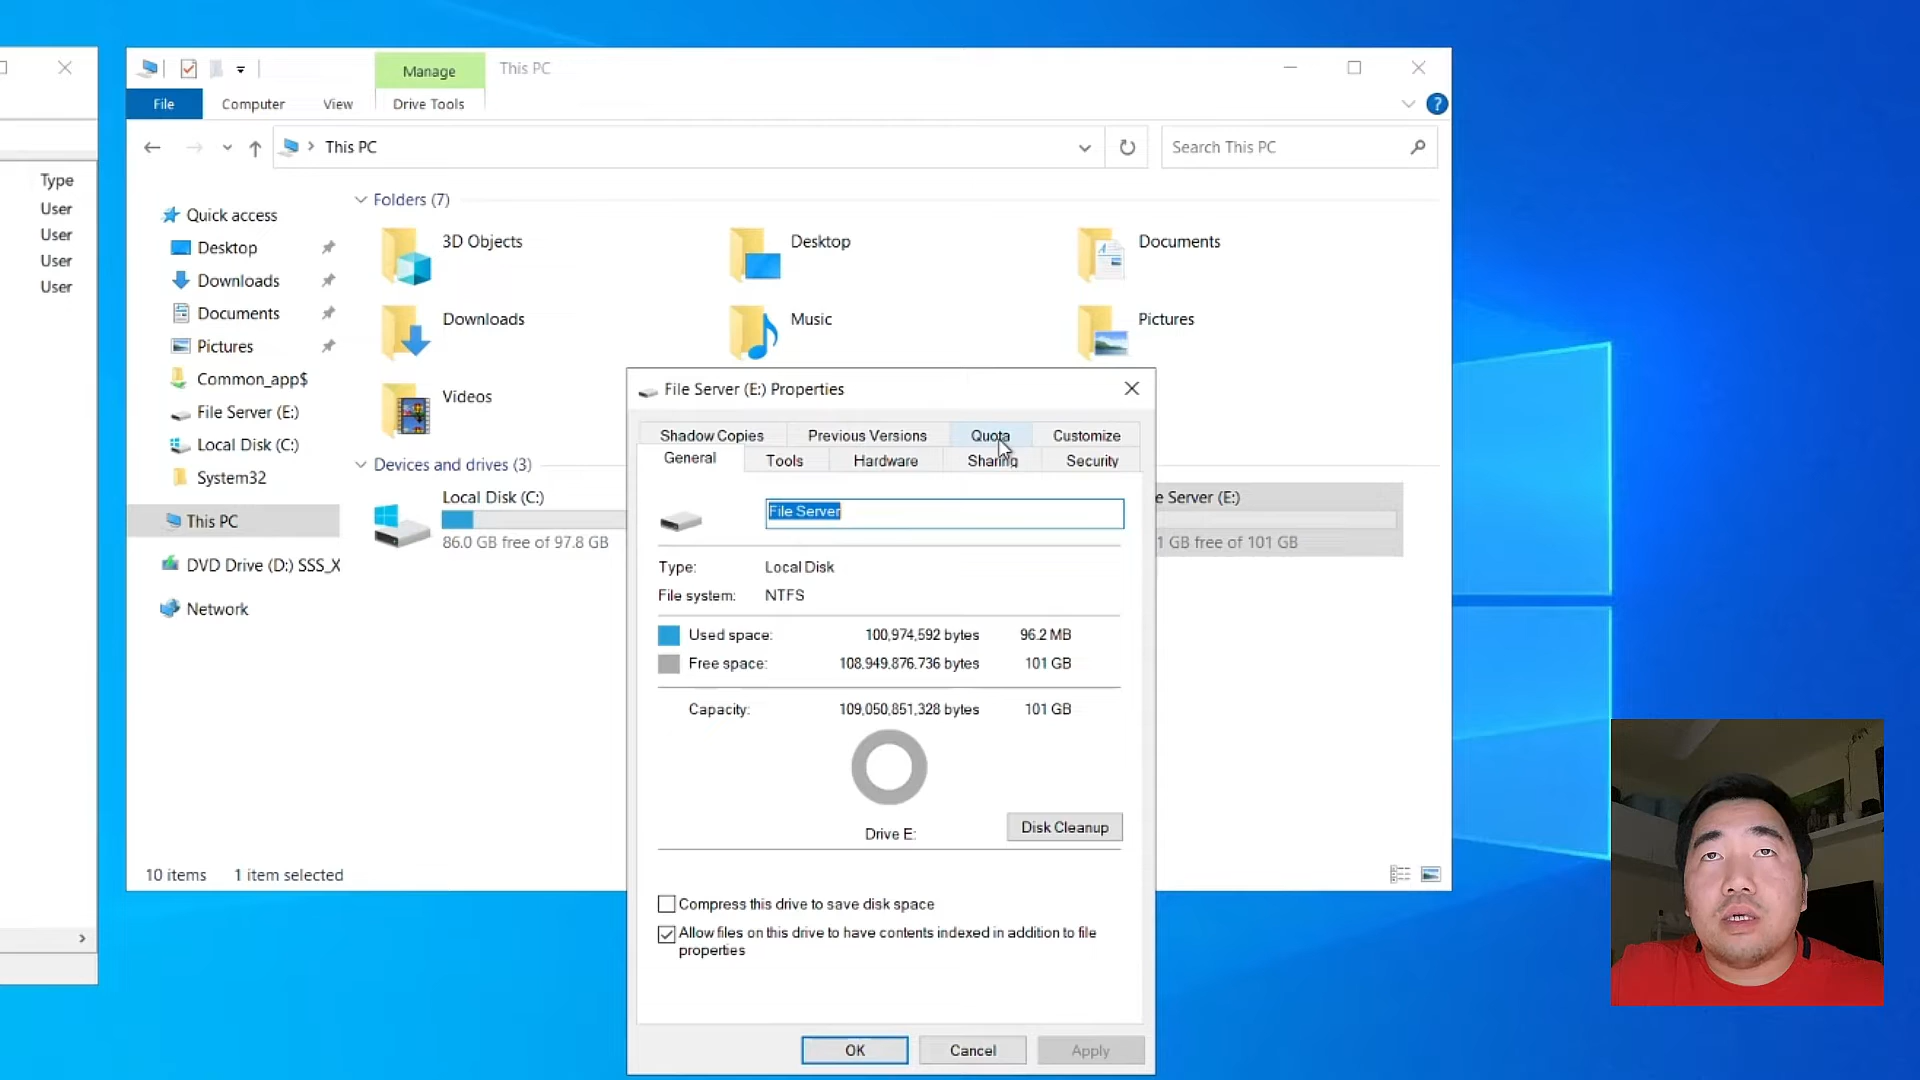 Type
User
User
User
User
Manage
This PC
File
Computer
View
Drive Tools
?
This PC
Search This PC
Quick access
Desktop
Downloads
Documents
Pictures
Common_app$
File Server (E:)
Local Disk (C:)
System32
This PC
DVD Drive (D:) SSS_X
Network
Folders (7)
3D Objects
Desktop
Documents
Downloads
Music
Pictures
Videos
Devices and drives (3)
Local Disk (C:)
86.0 GB free of 97.8 GB
e Server (E:)
1 GB free of 101 GB
10 items
1 item selected
File Server (E:) Properties
Shadow Copies
Previous Versions
Quota
Customize
General
Tools
Hardware
Sharing
Security
File Server
Type:
Local Disk
File system:
NTFS
Used space:
100,974,592 bytes
96.2 MB
Free space:
108,949,876,736 bytes
101 GB
Capacity:
109,050,851,328 bytes
101 GB
Drive E:
Disk Cleanup
Compress this drive to save disk space
Allow files on this drive to have contents indexed in addition to file
properties
OK
Cancel
Apply